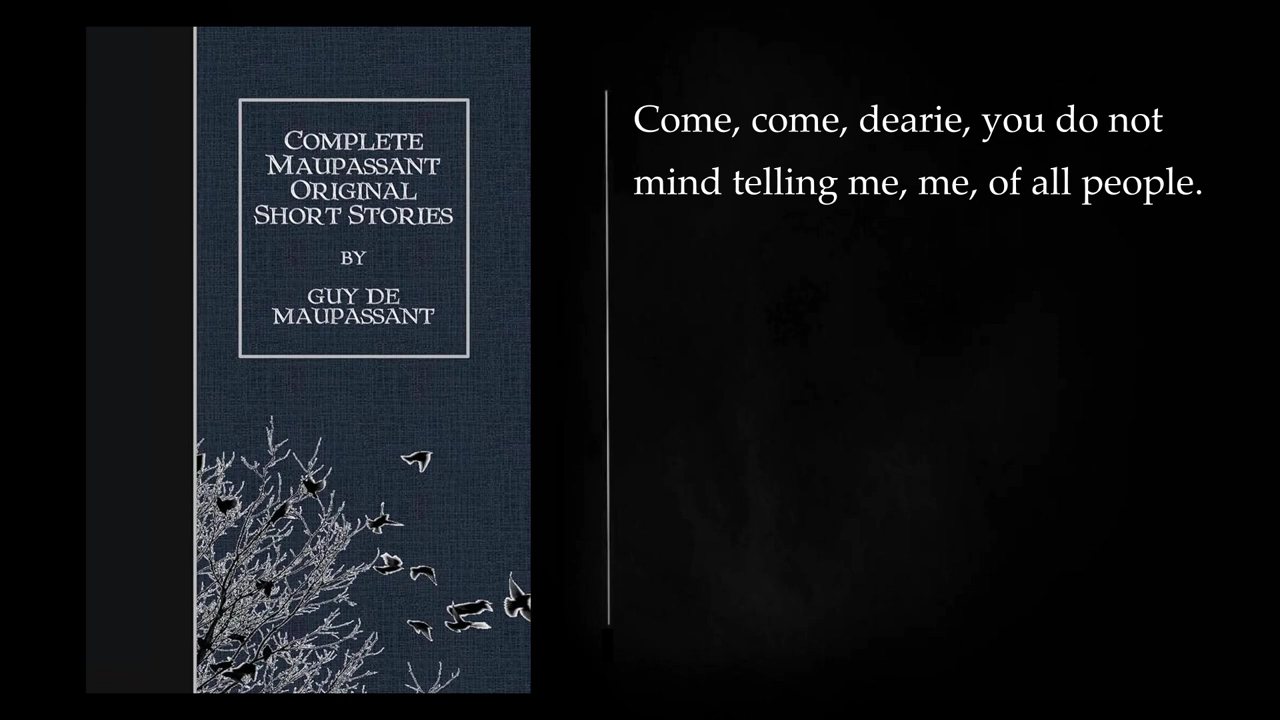 COMPLETE
MAUPASSANT
ORIGINAL
SHORT STORIES
BY
GUY DE
MAUPASSANT
Come, come, dearie, you do not
mind telling me, me, of all people.